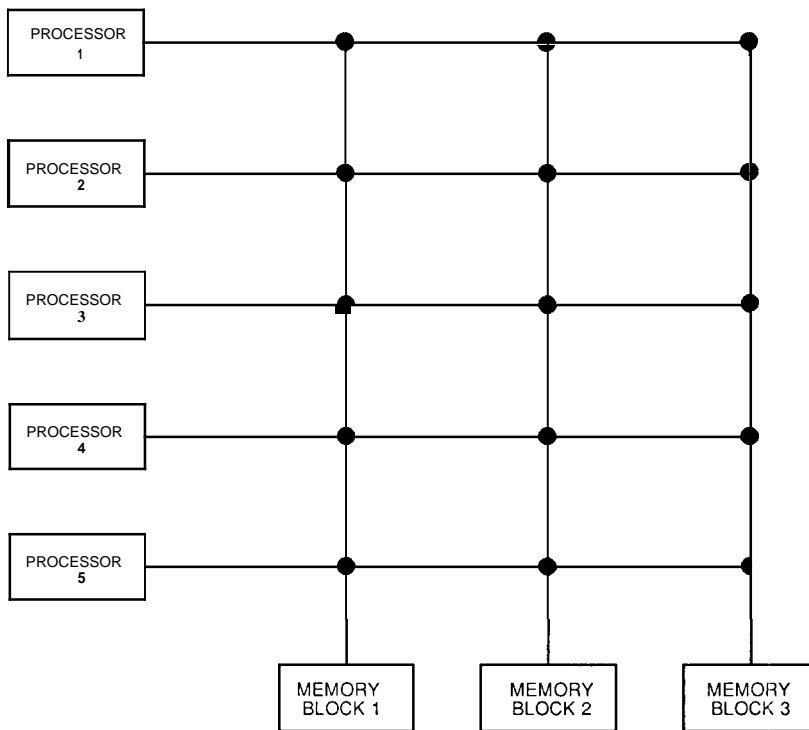 PROCESSOR
1
PROCESSOR
2
PROCESSOR
3
PROCESSOR
4
PROCESSOR
5
MEMORY
BLOCK 1
MEMORY
BLOCK 2
MEMORY
BLOCK 3